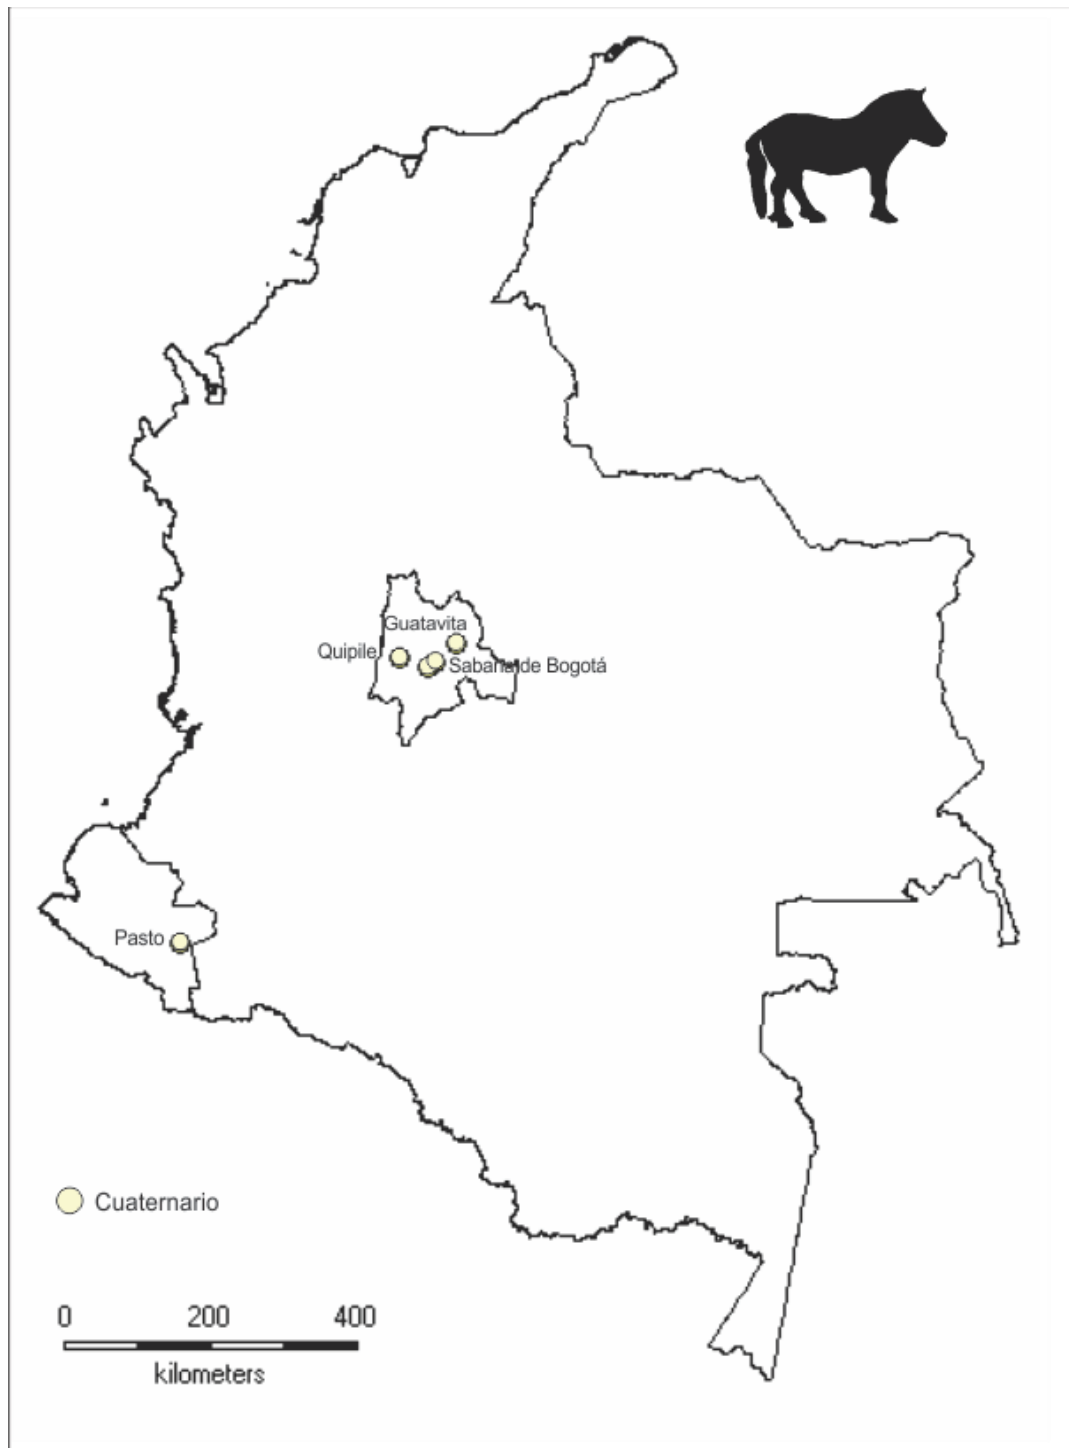 Guatavita
Quipile
Sabana de Bogotá
Pasto
Cuaternario
0 200 400
kilometers